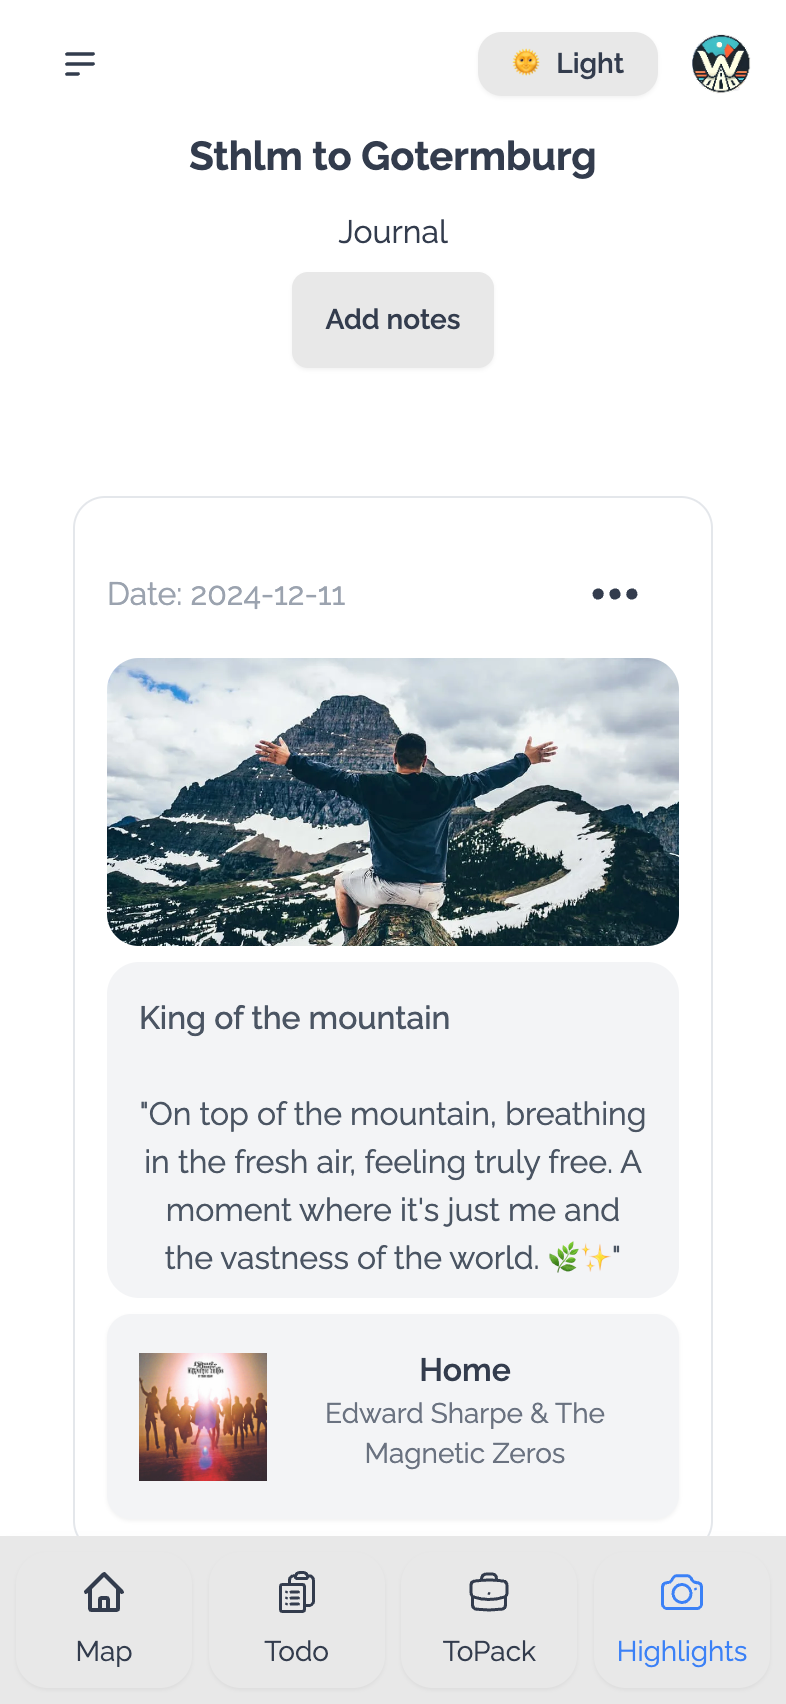 Light
Sthlm to Gotermburg
Journal
Add notes
Date: 2024-12-11
King of the mountain
"On top of the mountain, breathing
in the fresh air, feeling truly free. A
moment where it's just me and
the vastness of the world. 🌿✨"
Home
Edward Sharpe & The
Magnetic Zeros
Map
Todo
ToPack
Highlights